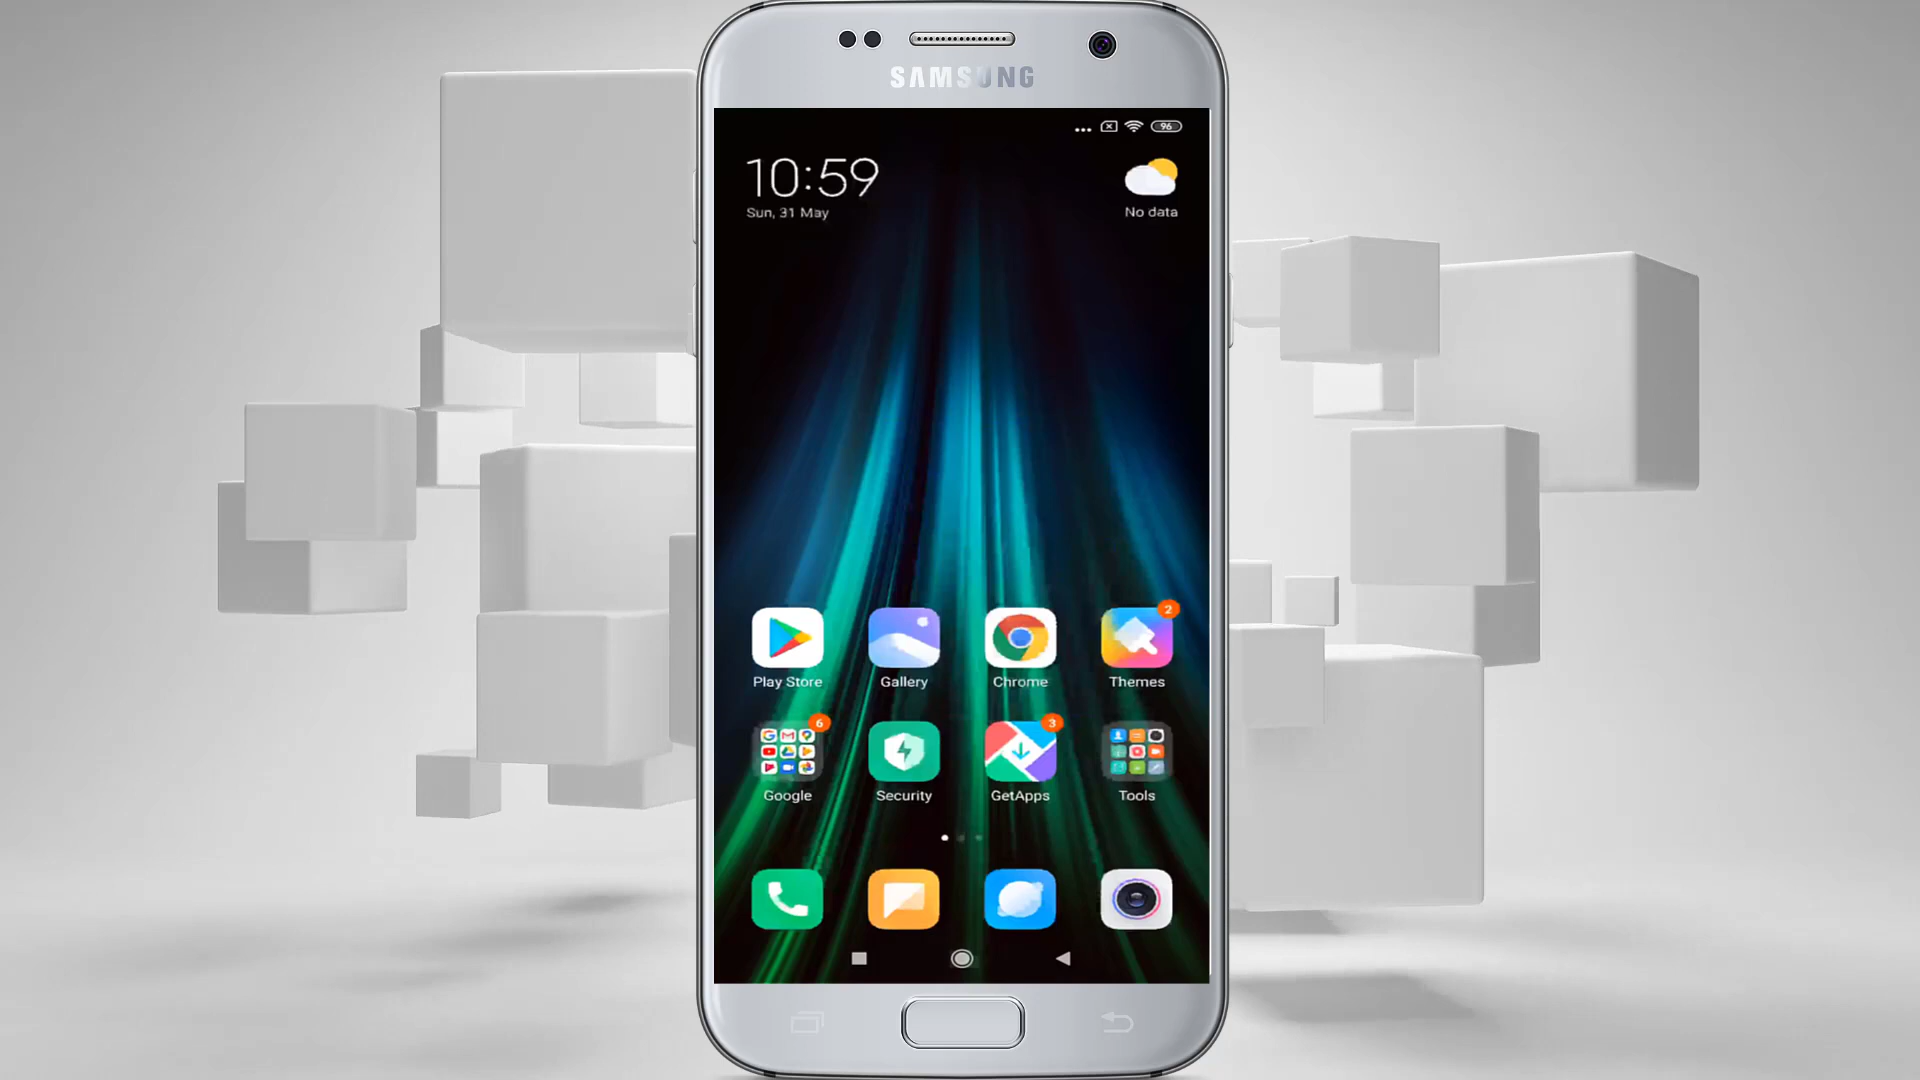 SAMSUNG
96
10:59
Sun, 31 May
No data
2
Play Store
Gallery
Chrome
Themes
6
3
Google
Security
GetApps
Tools